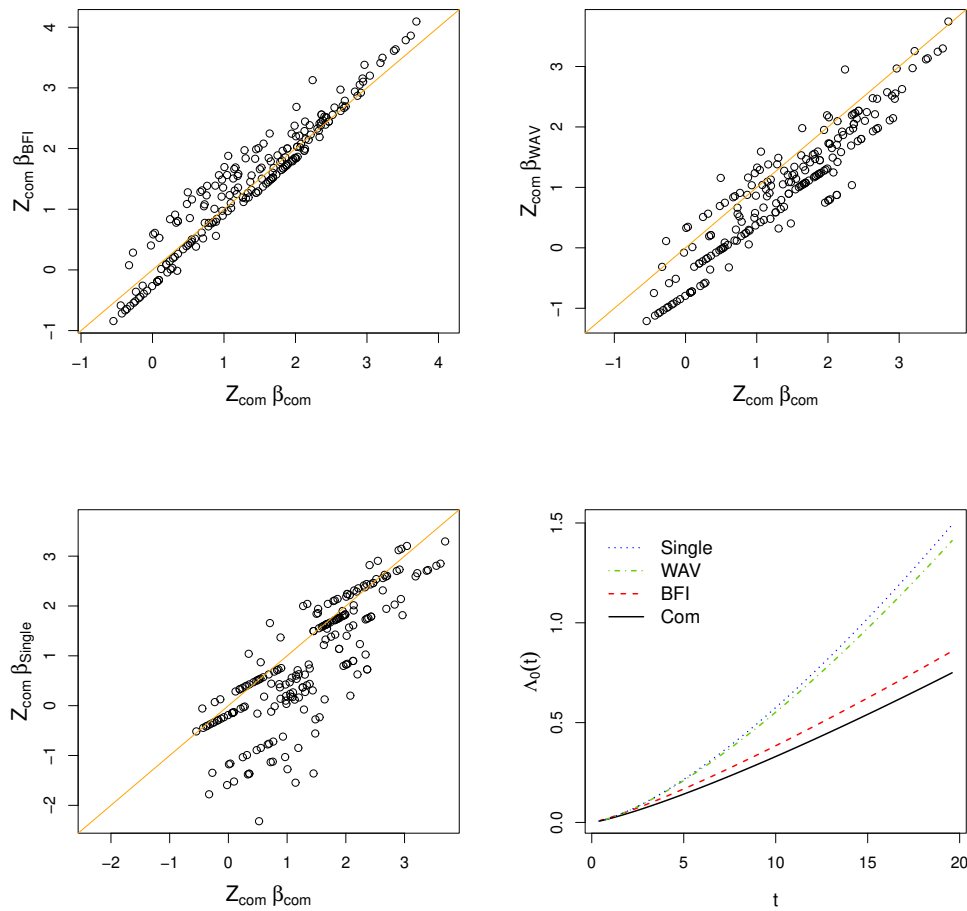 Z_com β_BFI
4
3
2
1
0
−1
−1 0 1 2 3 4
Z_com β_com
Z_com β_WAV
3
2
1
0
−1
−1 0 1 2 3
Z_com β_com
Z_com β_Single
3
2
1
0
−1
−2
−2 −1 0 1 2 3
Z_com β_com
Λ_0(t)
1.5
1.0
0.5
0.0
Single
WAV
BFI
Com
0 5 10 15 20
t